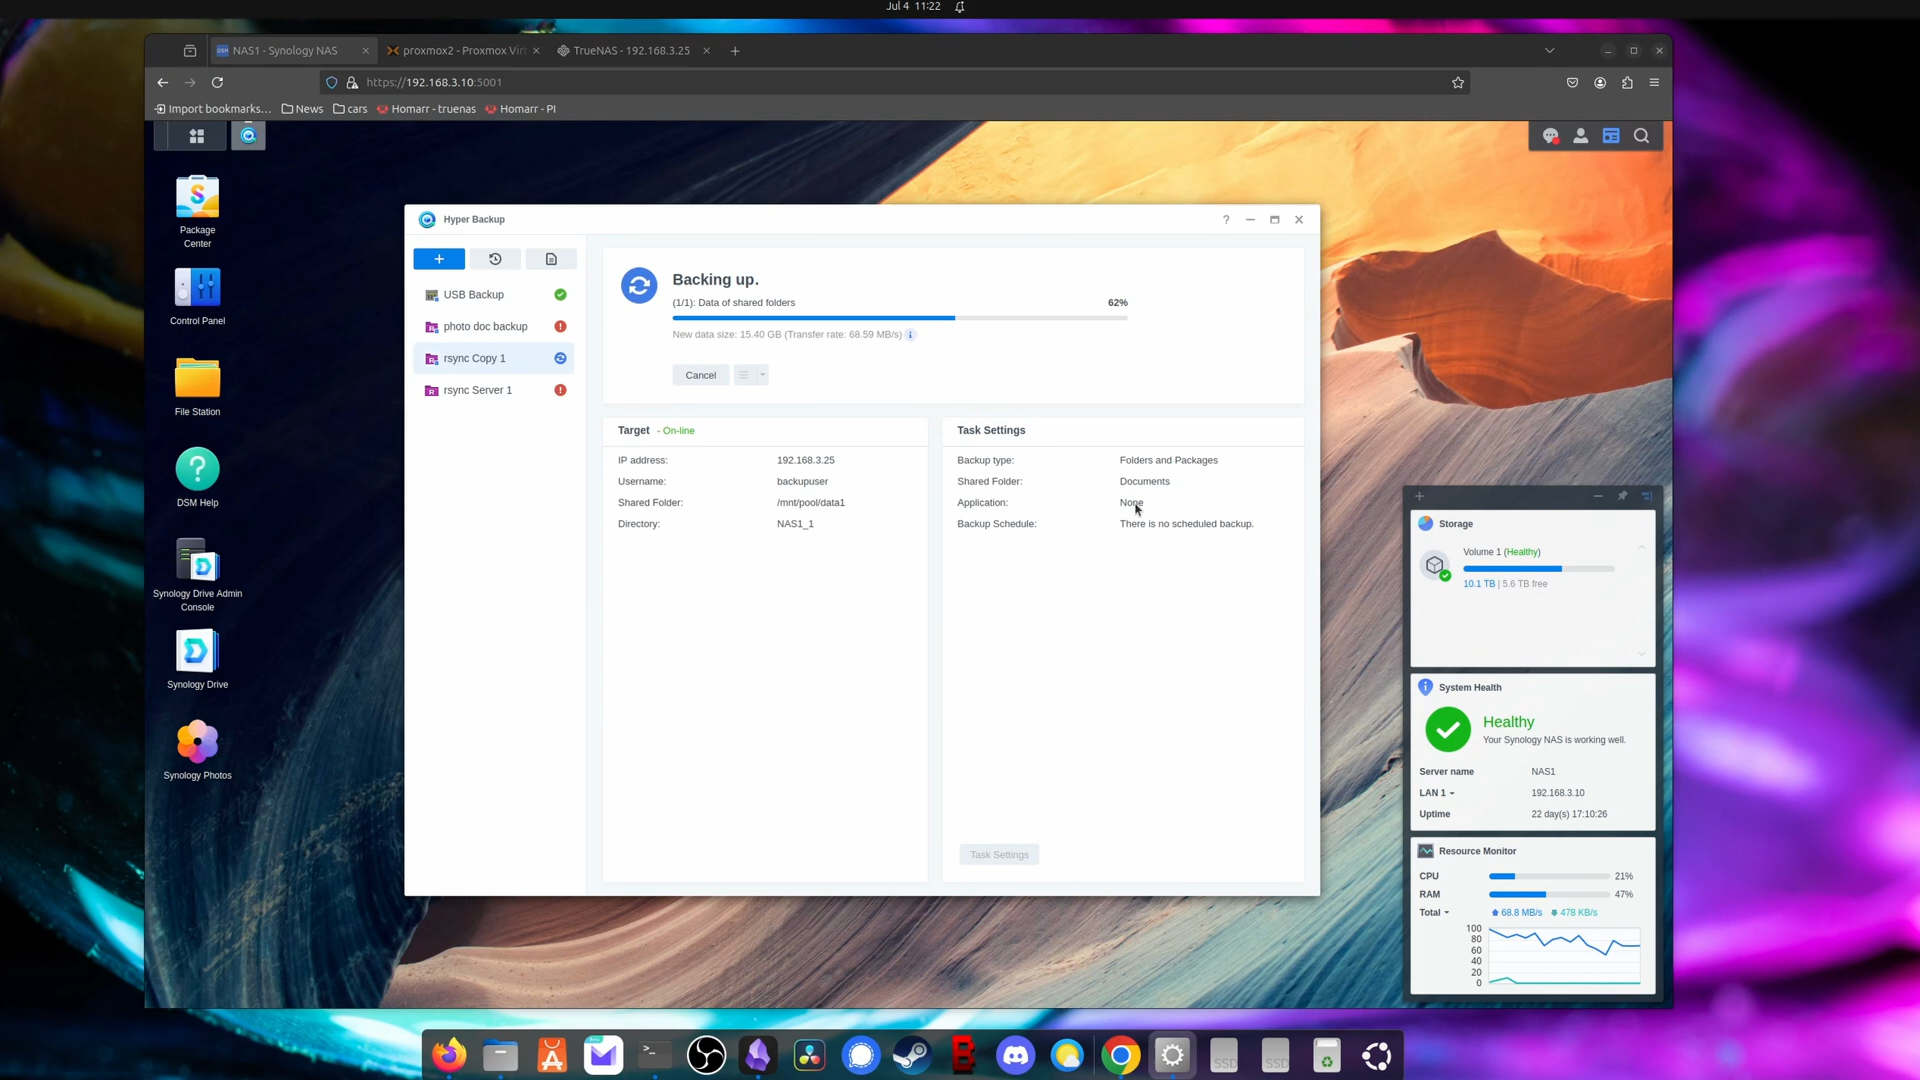 Jul 4 11:22
NAS1 - Synology NAS
proxmox2 - Proxmox Virt
TrueNAS - 192.168.3.25
https://192.168.3.10:5001
Import bookmarks...
News
cars
Homarr - truenas
Homarr - PI
Package
Center
Control Panel
File Station
DSM Help
Synology Drive Admin
Console
Synology Drive
Synology Photos
Hyper Backup
USB Backup
photo doc backup
rsync Copy 1
rsync Server 1
Backing up.
(1/1): Data of shared folders 62%
New data size: 15.40 GB (Transfer rate: 68.59 MB/s)
Cancel
Target - On-line
IP address: 192.168.3.25
Username: backupuser
Shared Folder: /mnt/pool/data1
Directory: NAS1_1
Task Settings
Backup type: Folders and Packages
Shared Folder: Documents
Application: None
Backup Schedule: There is no scheduled backup.
Task Settings
Storage
Volume 1 (Healthy)
10.1 TB | 5.6 TB free
System Health
Healthy
Your Synology NAS is working well.
Server name NAS1
LAN 1 192.168.3.10
Uptime 22 day(s) 17:10:26
Resource Monitor
CPU 21%
RAM 47%
Total 68.8 MB/s 478 KB/s
100
80
60
40
20
0
SSD
SSD